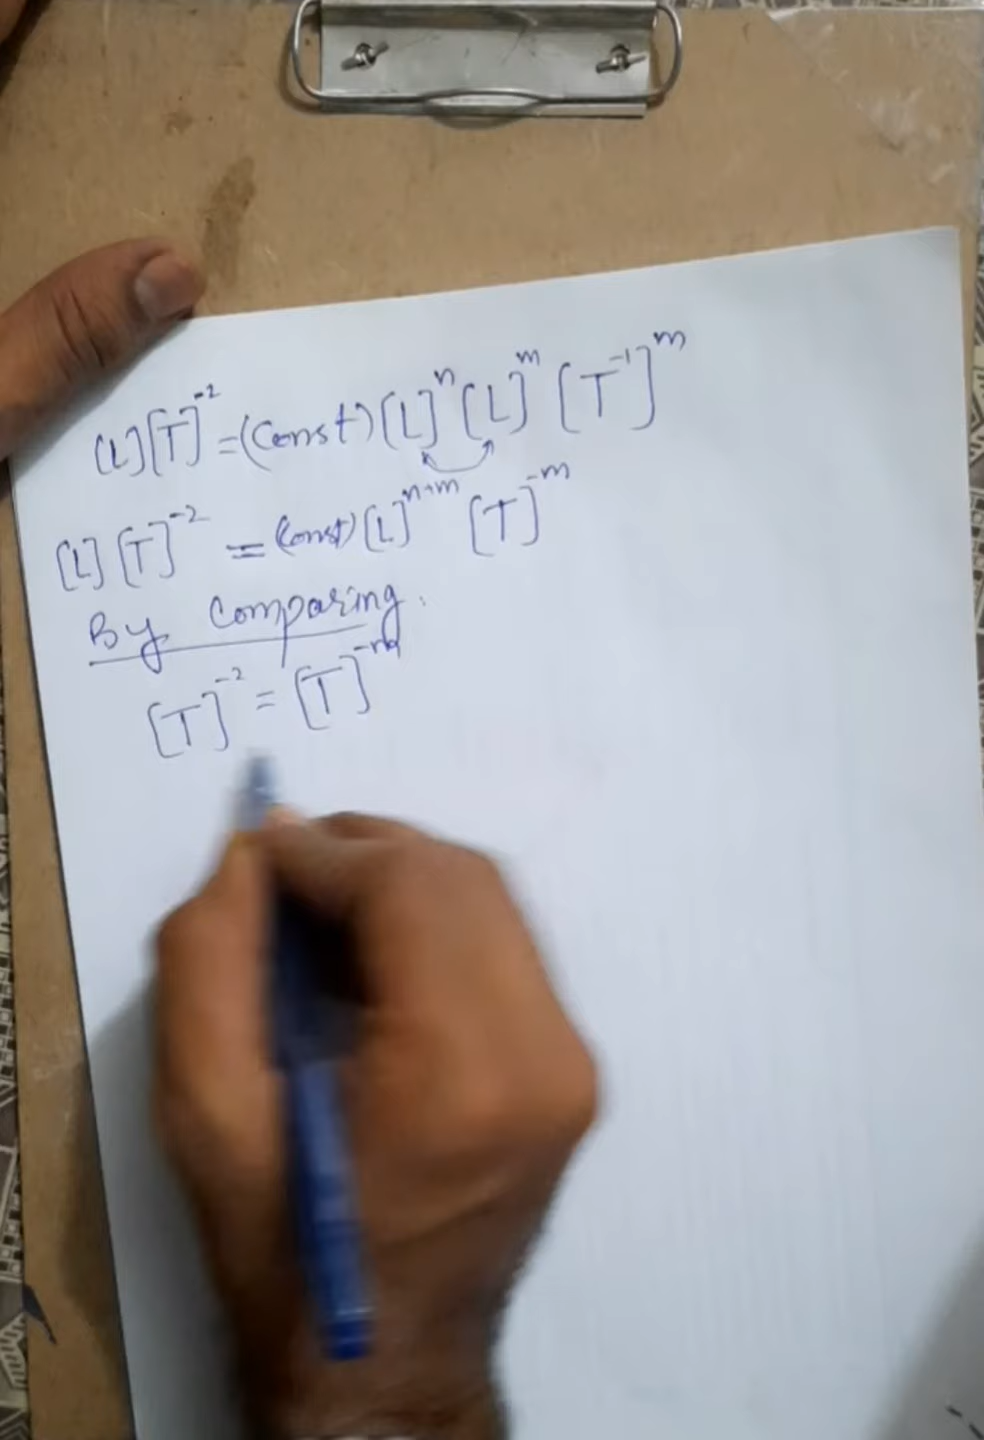 [L][T]⁻² = (Const)[L]ⁿ[L]ᵐ[T⁻¹]ᵐ
[L][T]⁻² = (Const)[L]ⁿ⁺ᵐ [T]⁻ᵐ
By Comparing.
[T]⁻² = [T]⁻ᵐ